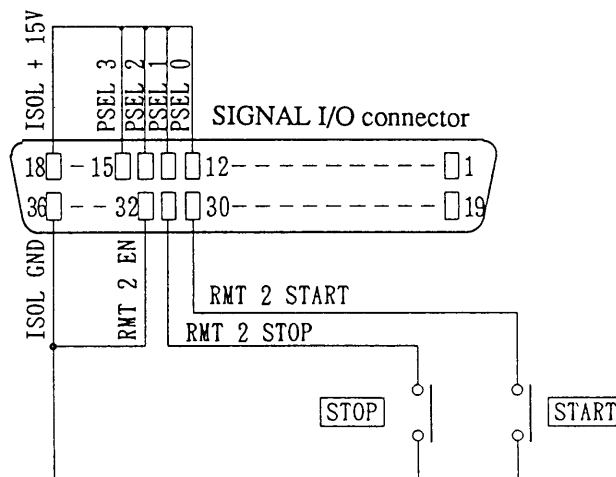 ISOL + 15V
PSEL 3
PSEL 2
PSEL 1
PSEL 0
SIGNAL I/O connector
18 15 12 1
36 32 30 19
ISOL GND
RMT 2 EN
RMT 2 START
RMT 2 STOP
STOP
START